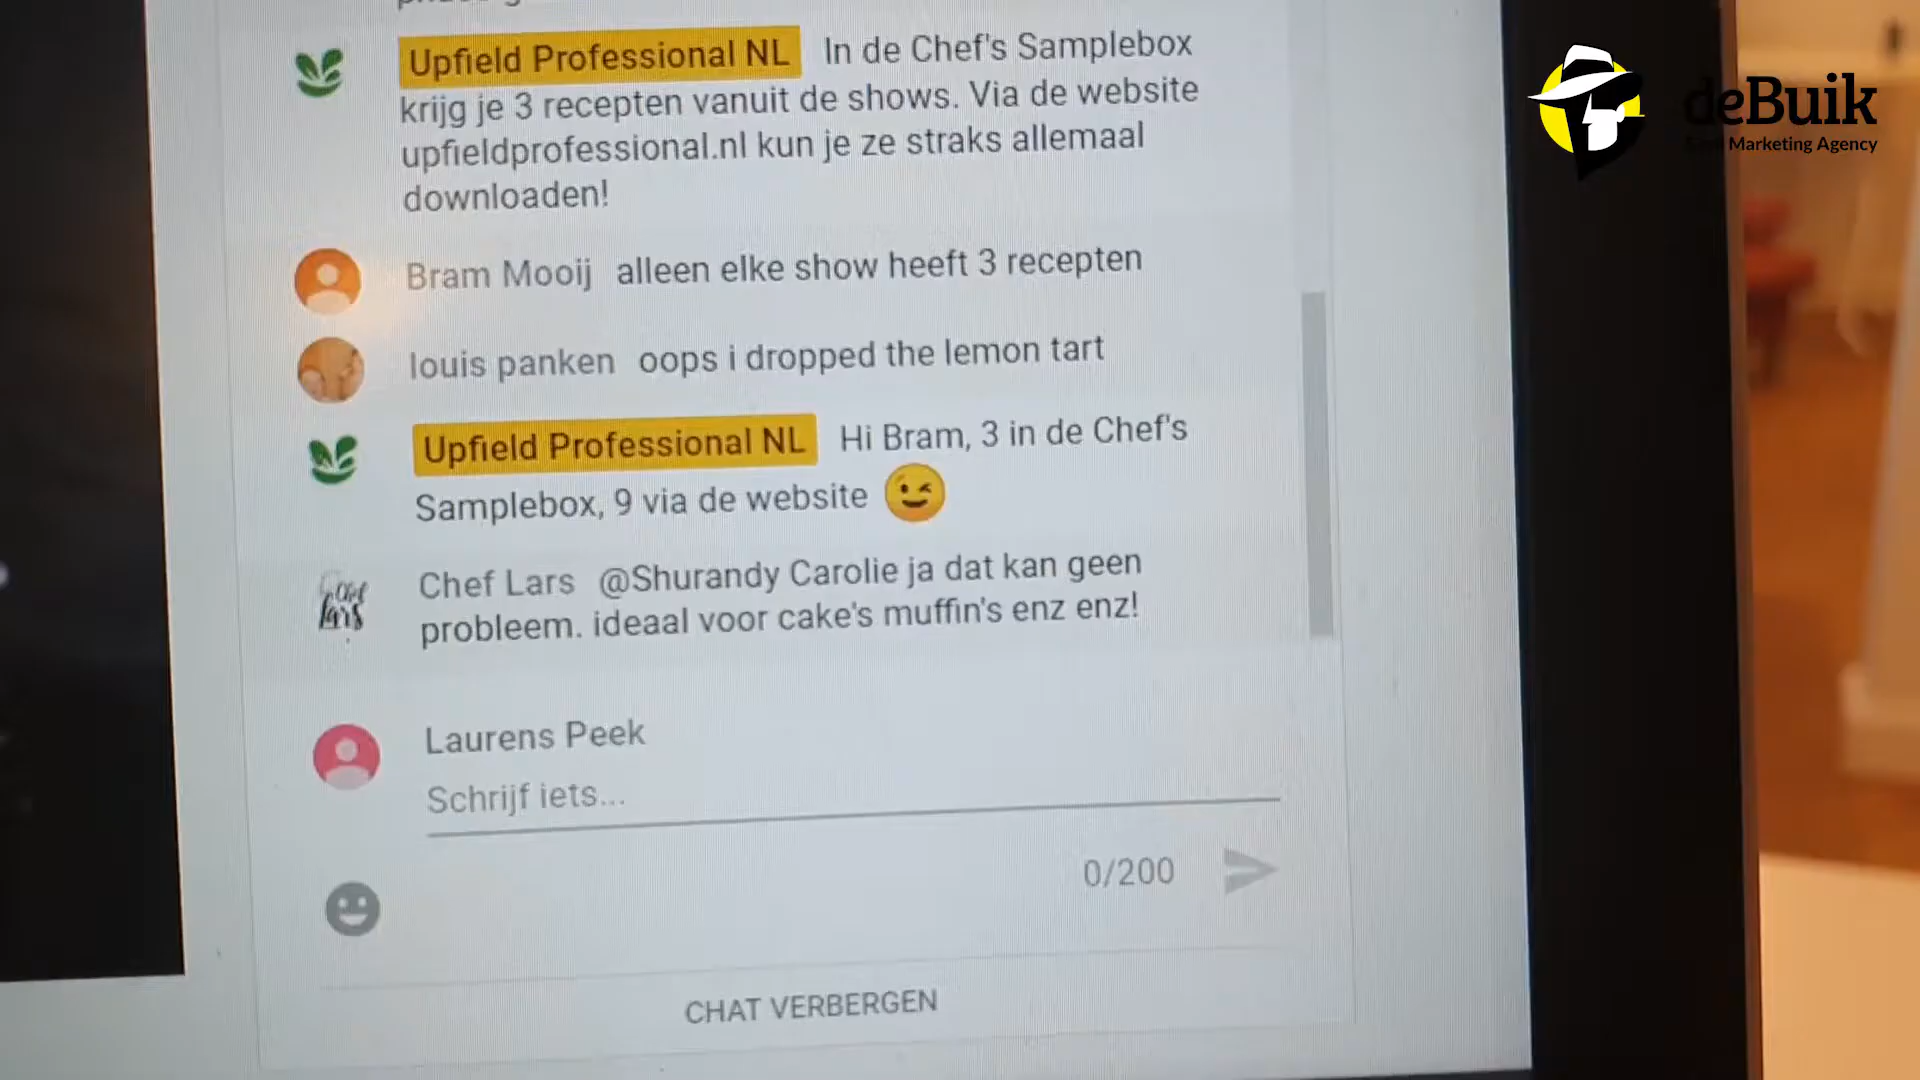 Upfield Professional NL In de Chef's Samplebox
krijg je 3 recepten vanuit de shows. Via de website
upfieldprofessional.nl kun je ze straks allemaal
downloaden!
Bram Mooij alleen elke show heeft 3 recepten
louis panken oops i dropped the lemon tart
Upfield Professional NL Hi Bram, 3 in de Chef's
Samplebox, 9 via de website
Chef Lars @Shurandy Carolie ja dat kan geen
probleem. ideaal voor cake's muffin's enz enz!
Laurens Peek
Schrijf iets...
0/200
CHAT VERBERGEN
deBuik
Marketing Agency